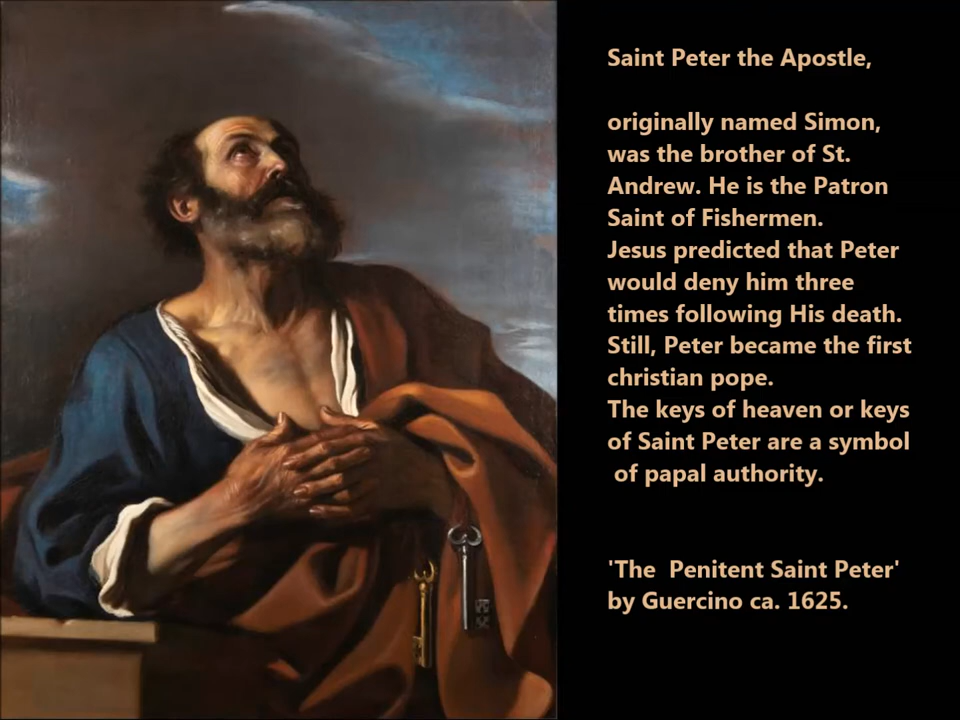 Saint Peter the Apostle,
originally named Simon,
was the brother of St.
Andrew. He is the Patron
Saint of Fishermen.
Jesus predicted that Peter
would deny him three
times following His death.
Still, Peter became the first
christian pope.
The keys of heaven or keys
of Saint Peter are a symbol
of papal authority.
'The  Penitent Saint Peter'
by Guercino ca. 1625.